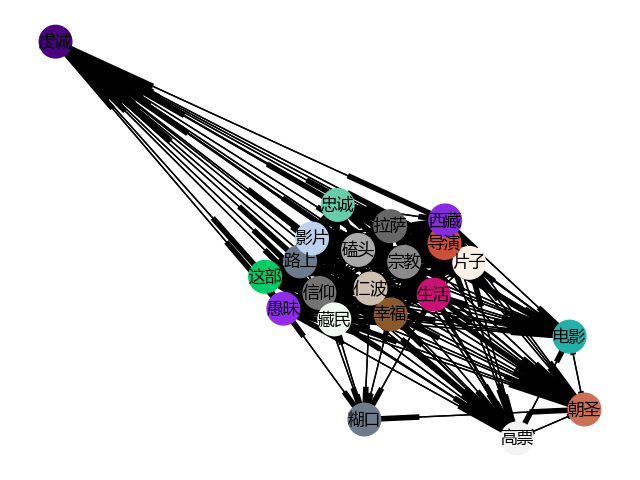 虔诚
忠诚
西藏
拉萨
影片
导演
磕头
路上
宗教
片子
这部
信仰
仁波
生活
愚昧
藏民
幸福
电影
朝圣
糊口
高票